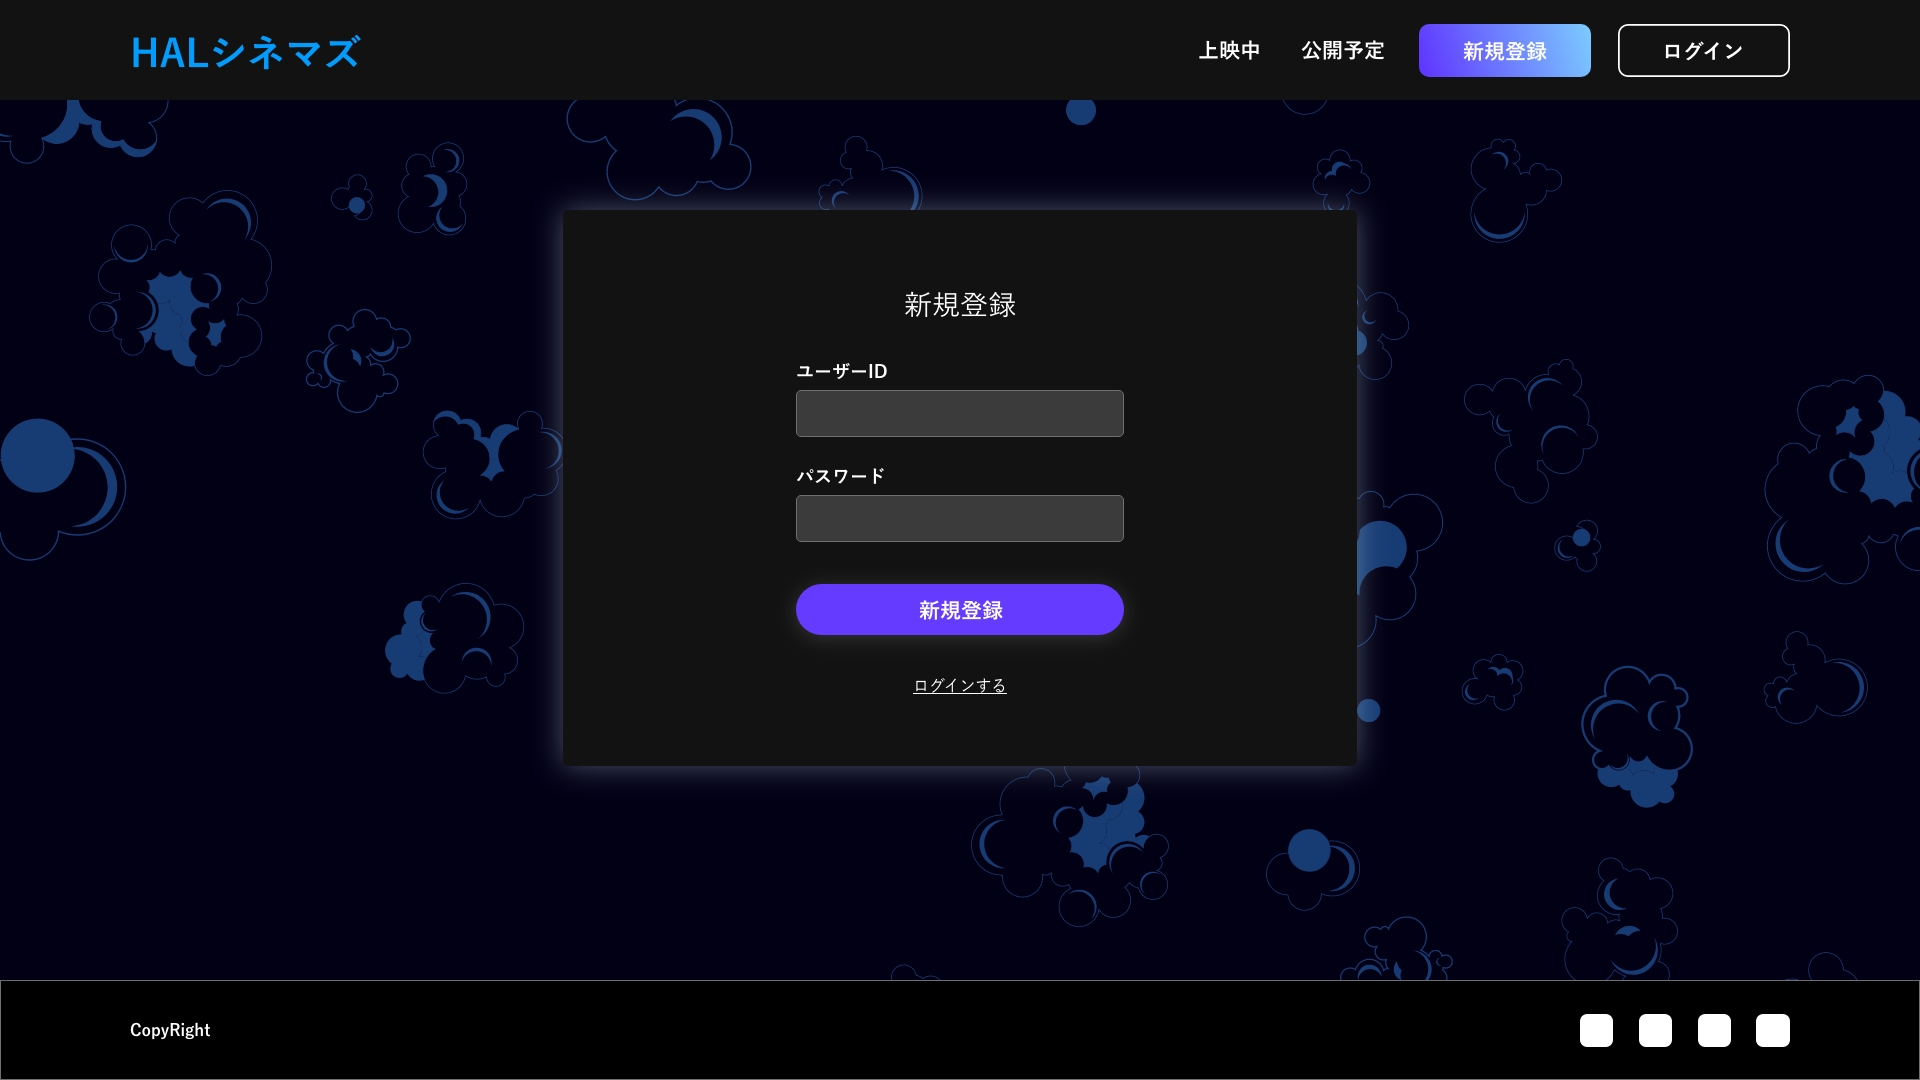 HALシネマズ
上映中
公開予定
新規登録
ログイン
新規登録
ユーザーID
パスワード
新規登録
ログインする
CopyRight